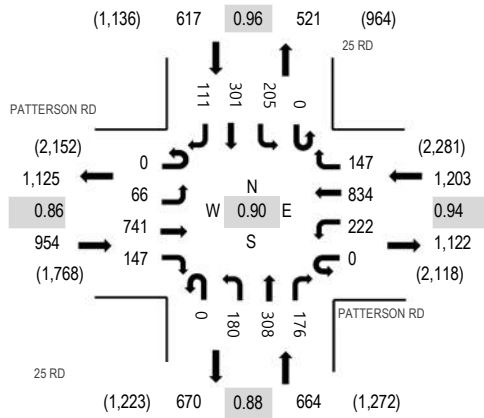 (1,136) 617 0.96 521 (964)
25 RD
111 301 205 0
PATTERSON RD
(2,152) 0 147 (2,281)
1,125 66 834 1,203
N
0.86 741 W 0.90 E 222 0.94
S
954 147 0 1,122
(1,768) (2,118)
0 180 308 176
PATTERSON RD
25 RD
(1,223) 670 0.88 664 (1,272)